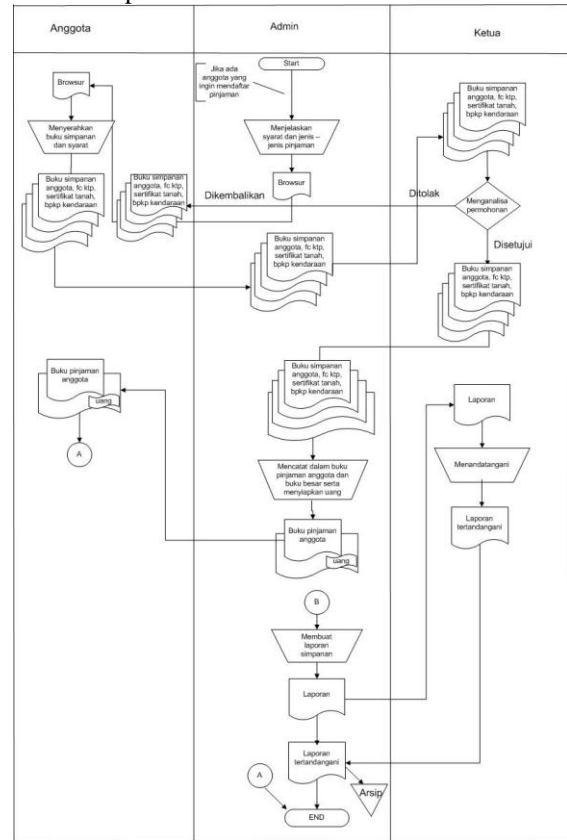 Anggota
Admin
Ketua
Start
Jika ada
anggota yang
ingin mendaftar
pinjaman
Menjelaskan
syarat dan jenis –
jenis pinjaman
Browsur
Browsur
Menyerahkan
buku simpanan
dan syarat
Buku simpanan
anggota, fc ktp,
sertifikat tanah,
bpkp kendaraan
Buku simpanan
anggota, fc ktp,
sertifikat tanah,
bpkp kendaraan
Dikembalikan
Ditolak
Buku simpanan
anggota, fc ktp,
sertifikat tanah,
bpkp kendaraan
Buku simpanan
anggota, fc ktp,
sertifikat tanah,
bpkp kendaraan
Menganalisa
permohonan
Disetujui
Buku simpanan
anggota, fc ktp,
sertifikat tanah,
bpkp kendaraan
Buku simpanan
anggota, fc ktp,
sertifikat tanah,
bpkp kendaraan
Mencatat dalam buku
pinjaman anggota dan
buku besar serta
menyiapkan uang
Buku pinjaman
anggota
uang
Buku pinjaman
anggota
uang
A
B
Membuat
laporan
simpanan
Laporan
Laporan
Menandatangani
Laporan
tertandangani
Laporan
tertandangani
Arsip
A
END